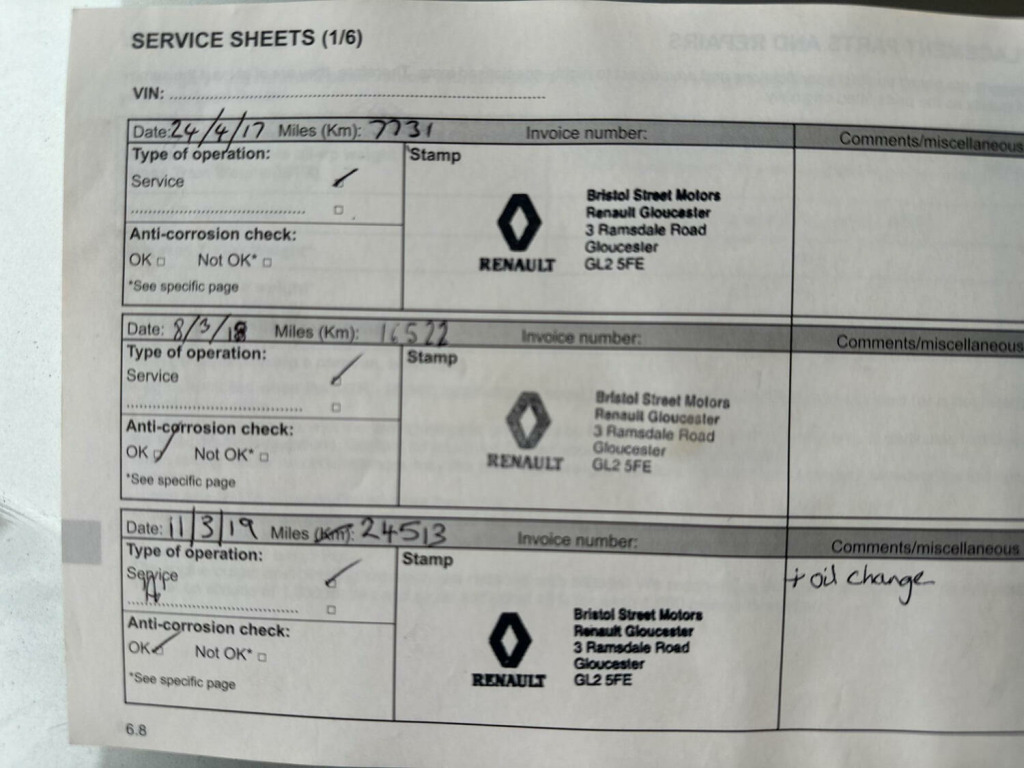 SERVICE SHEETS (1/6)
VIN: ........................................................
Date: 24/4/17 Miles (Km): 7731 Invoice number: Comments/miscellaneous
Type of operation: Stamp
Service
Bristol Street Motors
Renault Gloucester
3 Ramsdale Road
Gloucester
GL2 5FE
RENAULT
Anti-corrosion check:
OK Not OK*
*See specific page
Date: 8/3/18 Miles (Km): 16522 Invoice number: Comments/miscellaneous
Type of operation: Stamp
Service
Bristol Street Motors
Renault Gloucester
3 Ramsdale Road
Gloucester
GL2 5FE
RENAULT
Anti-corrosion check:
OK Not OK*
*See specific page
Date: 11/3/19 Miles (Km): 24513 Invoice number: Comments/miscellaneous
Type of operation: Stamp
Service
+ oil change
Bristol Street Motors
Renault Gloucester
3 Ramsdale Road
Gloucester
GL2 5FE
RENAULT
Anti-corrosion check:
OK Not OK*
*See specific page
6.8